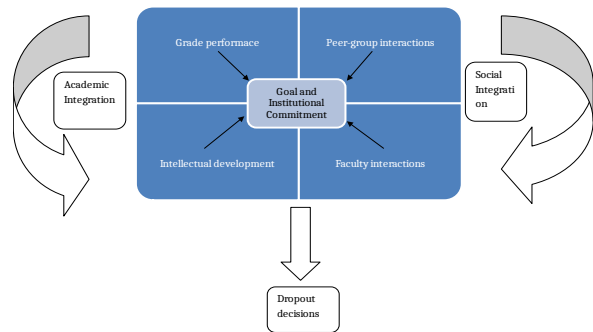 Grade performace
Peer-group interactions
Academic
Integration
Goal and
Institutional
Commitment
Social
Integrati
on
Intellectual development
Faculty interactions
Dropout
decisions